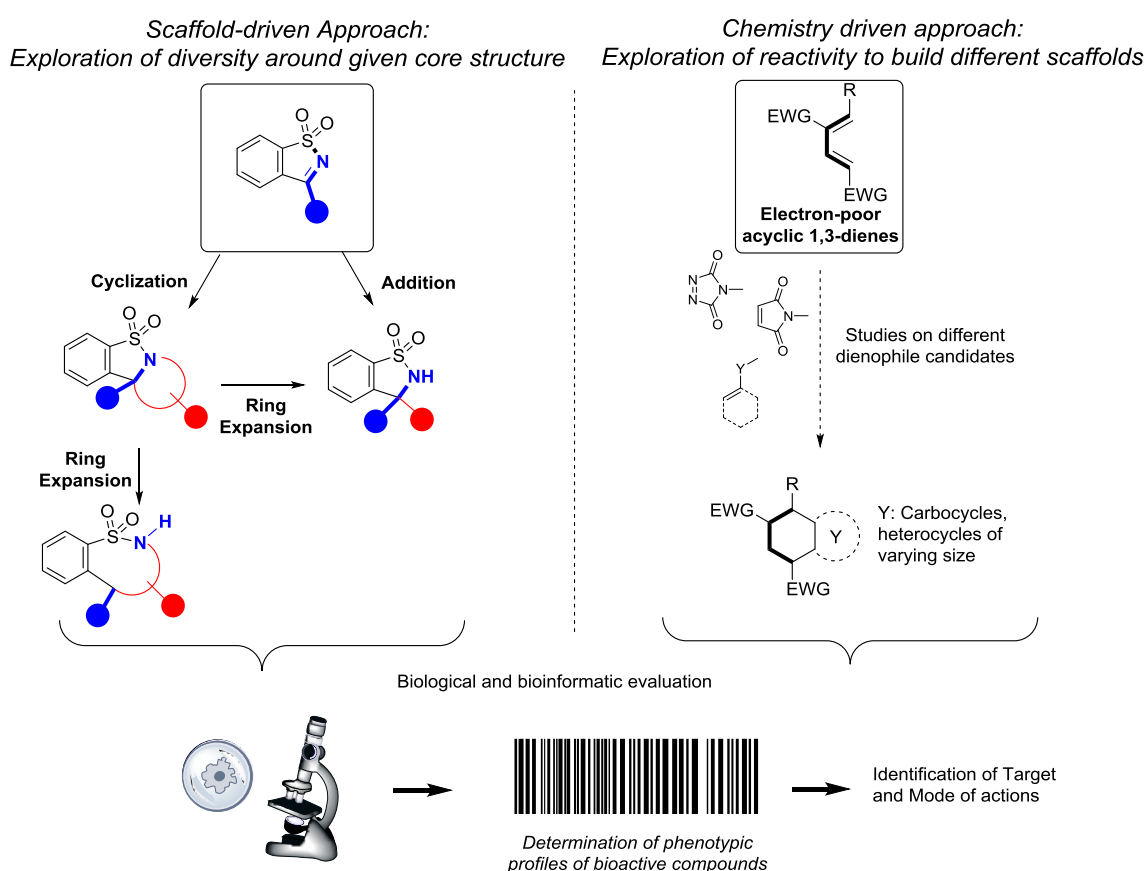 Scaffold-driven Approach:
Exploration of diversity around given core structure
O
O
S
N
Cyclization
Addition
O
O
S
N
Ring
Expansion
O
O
S
NH
Ring
Expansion
O
O
S
N
H
Chemistry driven approach:
Exploration of reactivity to build different scaffolds
R
EWG
EWG
Electron-poor
acyclic 1,3-dienes
O
N
N
N
O
O
N
O
Y
Studies on different
dienophile candidates
R
EWG
Y
EWG
Y: Carbocycles,
heterocycles of
varying size
Biological and bioinformatic evaluation
Determination of phenotypic
profiles of bioactive compounds
Identification of Target
and Mode of actions